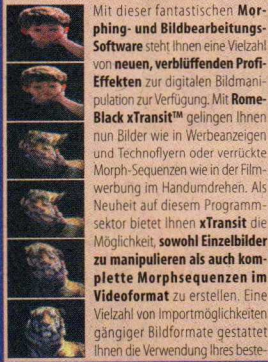 Mit dieser fantastischen Mor-
phing- und Bildbearbeitungs-
Software steht Ihnen eine Vielzahl
von neuen, verblüffenden Profi-
Effekten zur digitalen Bildmani-
pulation zur Verfügung. Mit Rome-
Black xTransit™ gelingen Ihnen
nun Bilder wie in Werbeanzeigen
und Technoflyern oder verrückte
Morph-Sequenzen wie in der Film-
werbung im Handumdrehen. Als
Neuheit auf diesem Programm-
sektor bietet Ihnen xTransit die
Möglichkeit, sowohl Einzelbilder
zu manipulieren als auch kom-
plette Morphsequenzen im
Videoformat zu erstellen. Eine
Vielzahl von Importmöglichkeiten
gängiger Bildformate gestattet
Ihnen die Verwendung Ihres beste-